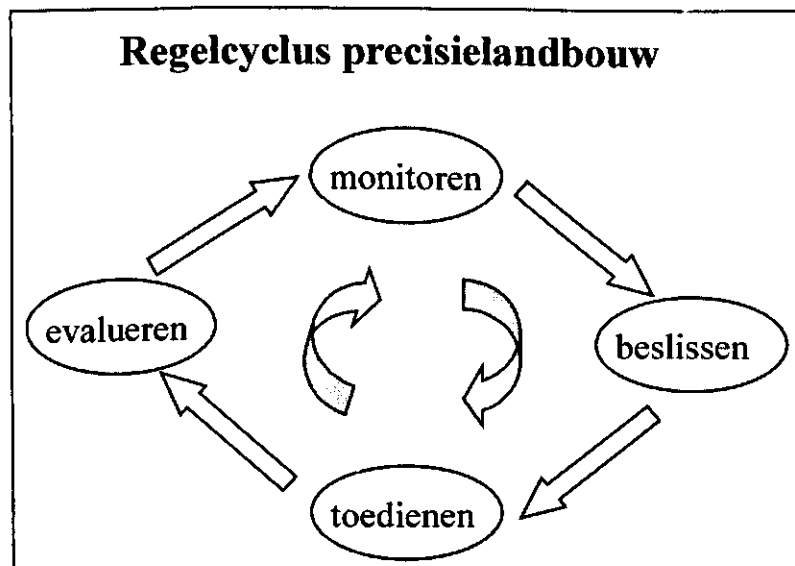 Regelcyclus precisielandbouw
monitoren
evalueren
beslissen
toedienen